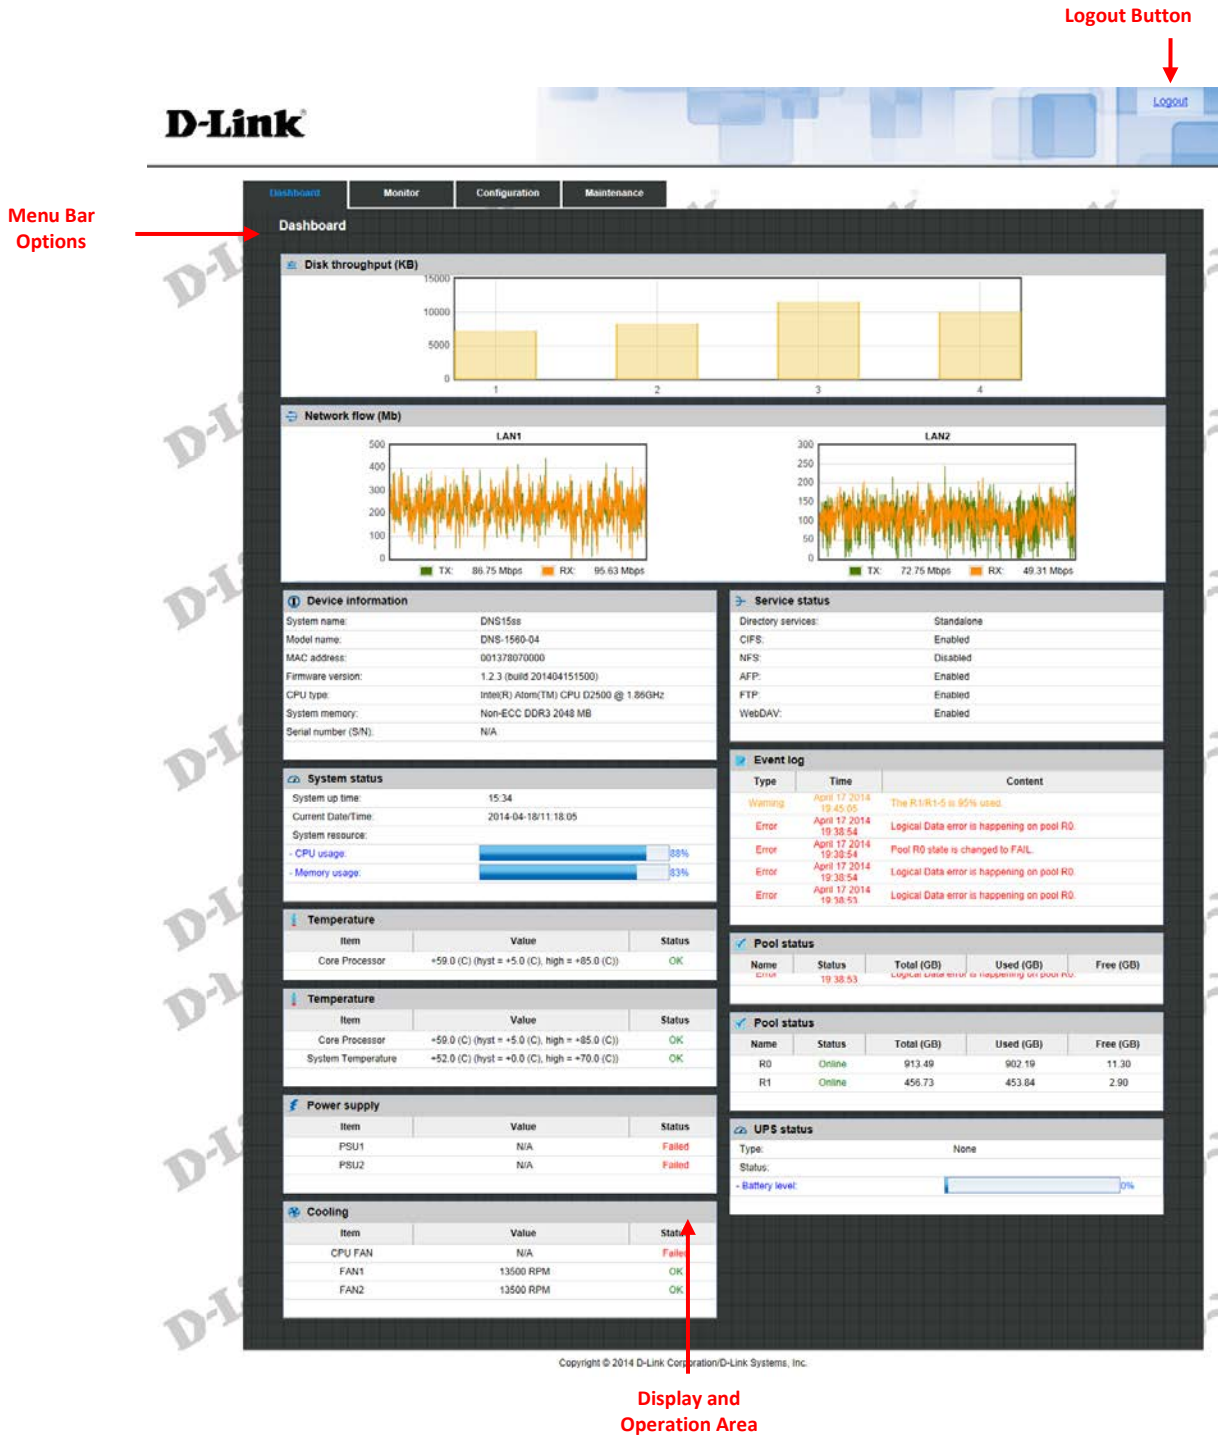 Logout Button
D-Link
Logout
Dashboard Monitor Configuration Maintenance
Menu Bar
Options
Dashboard
Disk throughput (KB)
15000
10000
5000
0
1 2 3 4
Network flow (Mb)
LAN1
500
400
300
200
100
0
TX: 86.75 Mbps RX: 95.63 Mbps
LAN2
300
250
200
150
100
50
0
TX: 72.75 Mbps RX: 49.31 Mbps
Device information
System name: DNS15ss
Model name: DNS-1560-04
MAC address: 001378070000
Firmware version: 1.2.3 (build 201404151500)
CPU type: Intel(R) Atom(TM) CPU D2500 @ 1.86GHz
System memory: Non-ECC DDR3 2048 MB
Serial number (S/N): N/A
System status
System up time: 15:34
Current Date/Time: 2014-04-18/11:18:05
System resource:
- CPU usage: 88%
- Memory usage: 83%
Temperature
Item Value Status
Core Processor +59.0 (C) (hyst = +5.0 (C), high = +85.0 (C)) OK
Temperature
Item Value Status
Core Processor +59.0 (C) (hyst = +5.0 (C), high = +85.0 (C)) OK
System Temperature +52.0 (C) (hyst = +0.0 (C), high = +70.0 (C)) OK
Power supply
Item Value Status
PSU1 N/A Failed
PSU2 N/A Failed
Cooling
Item Value Status
CPU FAN N/A Failed
FAN1 13500 RPM OK
FAN2 13500 RPM OK
Service status
Directory services: Standalone
CIFS: Enabled
NFS: Disabled
AFP: Enabled
FTP: Enabled
WebDAV: Enabled
Event log
Type Time Content
Warning April 17 2014 19:45:05 The R1/R1-5 is 95% used.
Error April 17 2014 19:38:54 Logical Data error is happening on pool R0.
Error April 17 2014 19:38:54 Pool R0 state is changed to FAIL.
Error April 17 2014 19:38:54 Logical Data error is happening on pool R0.
Error April 17 2014 19:38:53 Logical Data error is happening on pool R0.
Pool status
Name Status Total (GB) Used (GB) Free (GB)
Error 19:38:53 Logical Data error is happening on pool R0.
Pool status
Name Status Total (GB) Used (GB) Free (GB)
R0 Online 913.49 902.19 11.30
R1 Online 456.73 453.84 2.90
UPS status
Type: None
Status:
- Battery level: 0%
Copyright © 2014 D-Link Corporation/D-Link Systems, Inc.
Display and
Operation Area